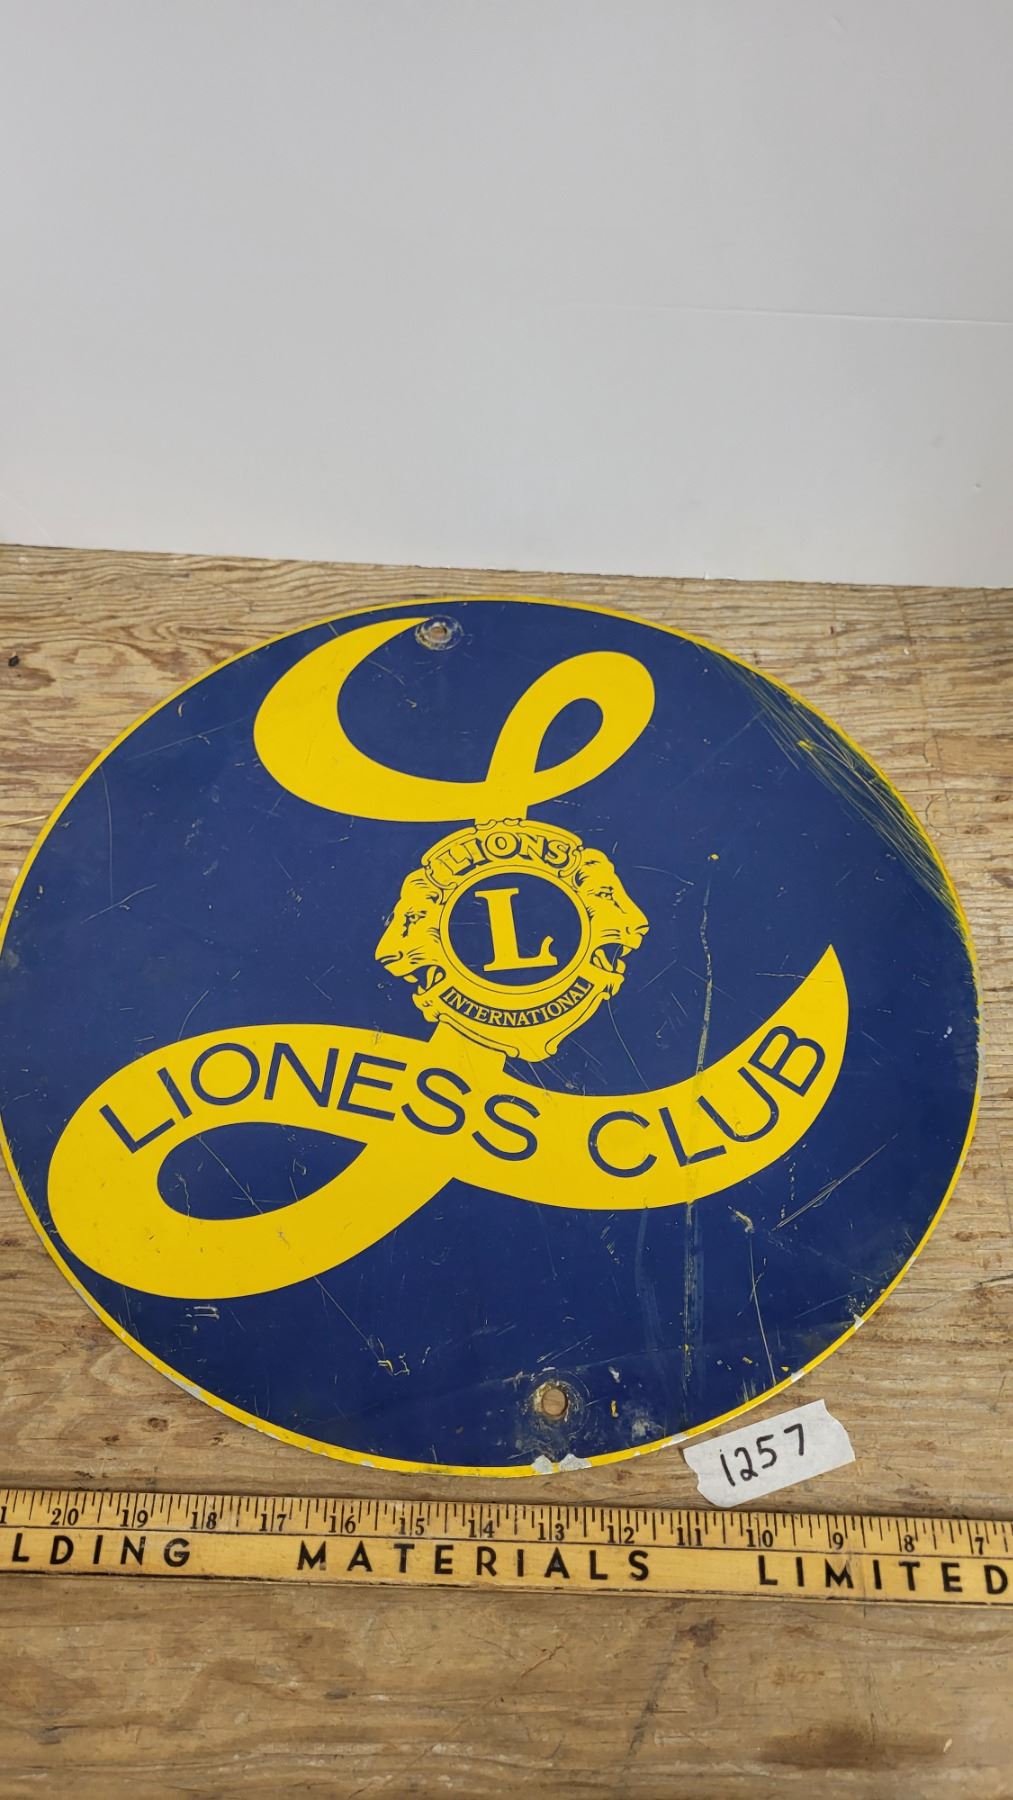 LIONS
L
INTERNATIONAL
LIONESS CLUB
1257
20 19 18 17 16 15 14 13 12 11 10 9 8 7
LDING MATERIALS LIMITED